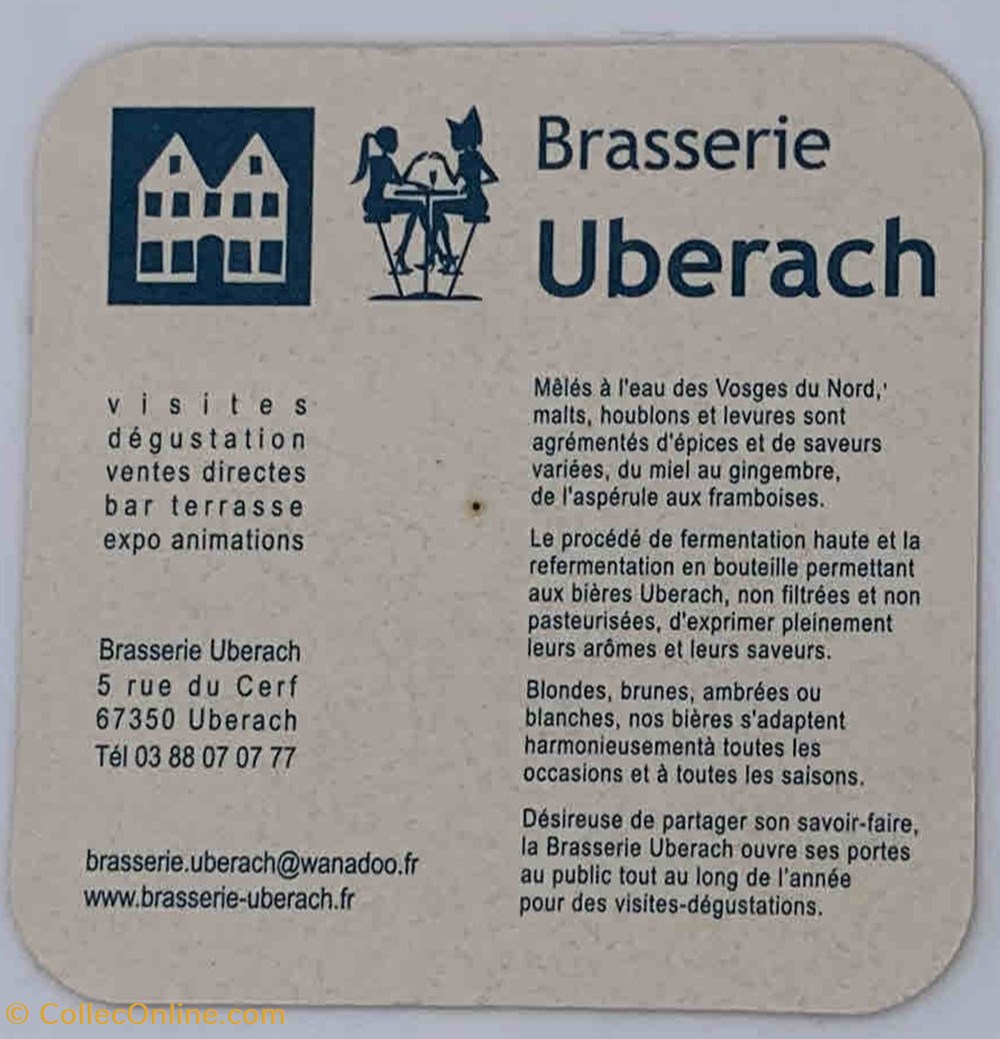 Brasserie
Uberach
visites
dégustation
ventes directes
bar terrasse
expo animations
Brasserie Uberach
5 rue du Cerf
67350 Uberach
Tél 03 88 07 07 77
brasserie.uberach@wanadoo.fr
www.brasserie-uberach.fr
Mêlés à l'eau des Vosges du Nord,
malts, houblons et levures sont
agrémentés d'épices et de saveurs
variées, du miel au gingembre,
de l'aspérule aux framboises.
Le procédé de fermentation haute et la
refermentation en bouteille permettant
aux bières Uberach, non filtrées et non
pasteurisées, d'exprimer pleinement
leurs arômes et leurs saveurs.
Blondes, brunes, ambrées ou
blanches, nos bières s'adaptent
harmonieusementà toutes les
occasions et à toutes les saisons.
Désireuse de partager son savoir-faire,
la Brasserie Uberach ouvre ses portes
au public tout au long de l'année
pour des visites-dégustations.
© CollecOnline.com